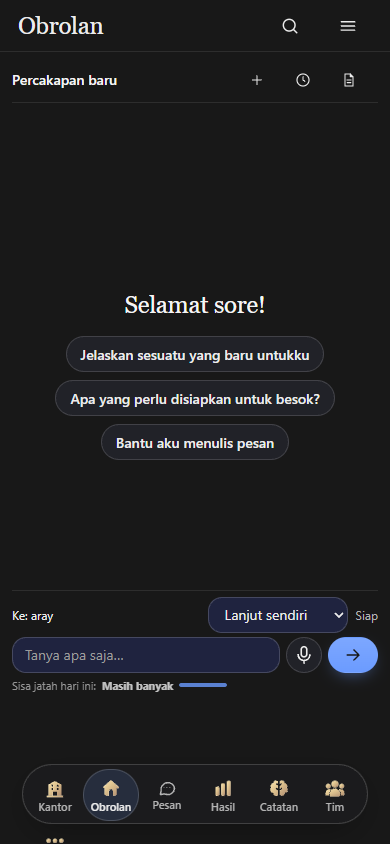 Obrolan
Percakapan baru
Selamat sore!
Jelaskan sesuatu yang baru untukku
Apa yang perlu disiapkan untuk besok?
Bantu aku menulis pesan
Ke: aray
Lanjut sendiri
Siap
Tanya apa saja...
Sisa jatah hari ini: Masih banyak
Kantor
Obrolan
Pesan
Hasil
Catatan
Tim